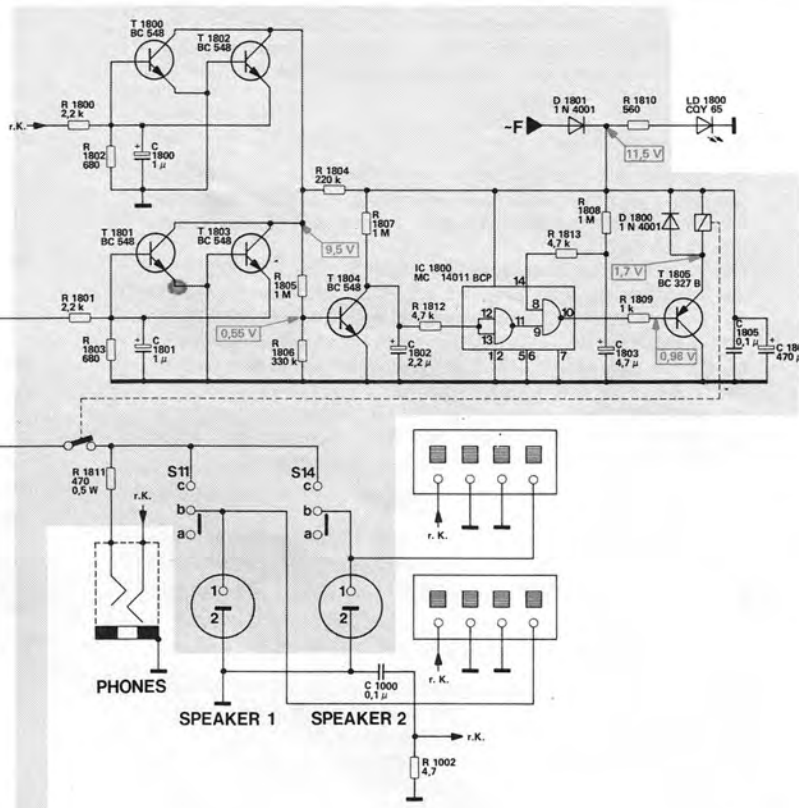 T 1800
BC 548
T 1802
BC 548
R 1800
2,2 k
r.K.
R
1802
680
C
1800
1 µ
+
D 1801
1 N 4001
R 1810
560
LD 1800
CQY 65
~F
11,5 V
R 1804
220 k
T 1801
BC 548
T 1803
BC 548
9,5 V
R
1807
1 M
R
1808
1 M
R 1813
4,7 k
D 1800
1 N 4001
1,7 V
T 1805
BC 327 B
R
1805
1 M
T 1804
BC 548
IC 1800
MC 14011 BCP
14
R 1801
2,2 k
R 1812
4,7 k
12
13
11
8
9
10
R 1809
1 k
0,55 V
R
1803
680
+
C
1801
1 µ
R
1806
330 k
+
C
1802
2,2 µ
1
2
5
6
7
+
C
1803
4,7 µ
0,98 V
C
1805
0,1 µ
+
C 180
470 µ
R 1811
470
0,5 W
r.K.
S11
c
b
a
S14
c
b
a
r. K.
1
2
1
2
r. K.
PHONES
C 1000
0,1 µ
SPEAKER 1
SPEAKER 2
r.K.
R 1002
4,7